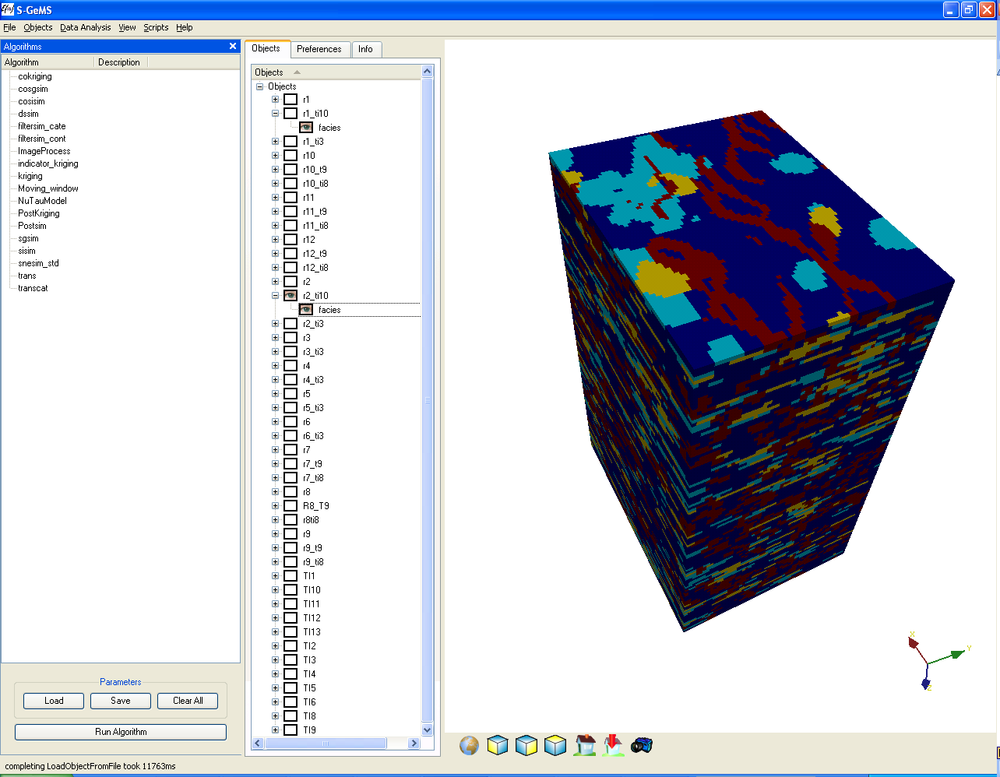 S-GeMS
File Objects Data Analysis View Scripts Help
Algorithms
Algorithm Description
cokriging
cosgsim
cosisim
dssim
filtersim_cate
filtersim_cont
ImageProcess
indicator_kriging
kriging
Moving_window
NuTauModel
PostKriging
Postsim
sgsim
sisim
snesim_std
trans
transcat
Parameters
Load Save Clear All
Run Algorithm
Objects Preferences Info
Objects
Objects
r1
r1_ti10
facies
r1_ti3
r10
r10_t9
r10_ti8
r11
r11_t9
r11_ti8
r12
r12_t9
r12_ti8
r2
r2_ti10
facies
r2_ti3
r3
r3_ti3
r4
r4_ti3
r5
r5_ti3
r6
r6_ti3
r7
r7_t9
r7_ti8
r8
R8_T9
r8ti8
r9
r9_t9
r9_ti8
TI1
TI10
TI11
TI12
TI13
TI2
TI3
TI4
TI5
TI6
TI8
TI9
X
Y
Z
completing LoadObjectFromFile took 11763ms